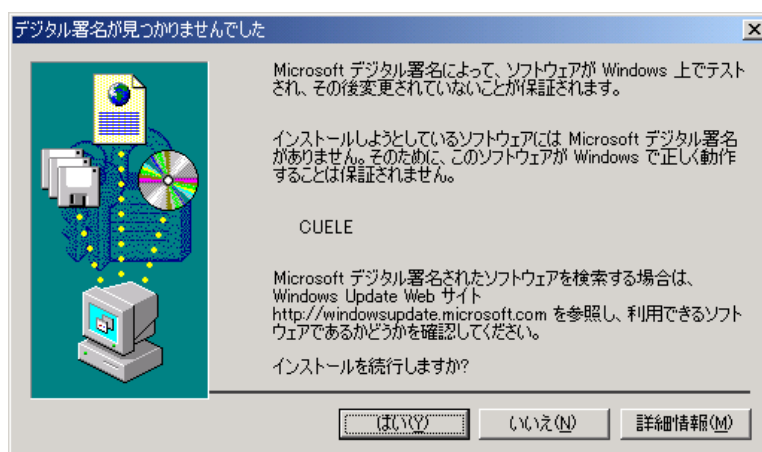 デジタル署名が見つかりませんでした
Microsoft デジタル署名によって、ソフトウェアが Windows 上でテスト
され、その後変更されていないことが保証されます。
インストールしようとしているソフトウェアには Microsoft デジタル署名
がありません。そのために、このソフトウェアが Windows で正しく動作
することは保証されません。
CUELE
Microsoft デジタル署名されたソフトウェアを検索する場合は、
Windows Update Web サイト
http://windowsupdate.microsoft.com を参照し、利用できるソフト
ウェアであるかどうかを確認してください。
インストールを続行しますか?
はい(Y) いいえ(N) 詳細情報(M)